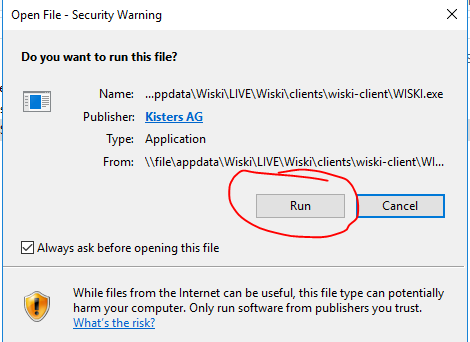 Open File - Security Warning
Do you want to run this file?
Name: ...ppdata\Wiski\LIVE\Wiski\clients\wiski-client\WISKI.exe
Publisher: Kisters AG
Type: Application
From: \\file\appdata\Wiski\LIVE\Wiski\clients\wiski-client\WI...
Run Cancel
Always ask before opening this file
While files from the Internet can be useful, this file type can potentially
harm your computer. Only run software from publishers you trust.
What's the risk?